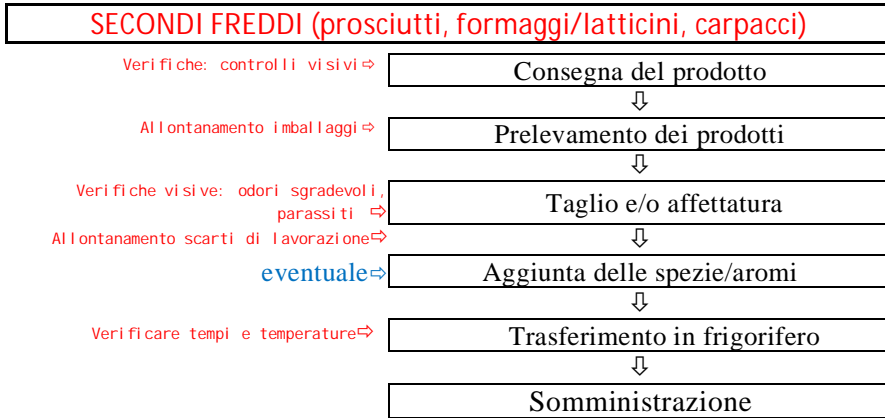 SECONDI FREDDI (prosciutti, formaggi/latticini, carpacci)
Verifiche: controlli visivi⇨
Consegna del prodotto
⇩
Allontanamento imballaggi⇨
Prelevamento dei prodotti
⇩
Verifiche visive: odori sgradevoli,
parassiti ⇨
Taglio e/o affettatura
Allontanamento scarti di lavorazione⇨
⇩
eventuale⇨
Aggiunta delle spezie/aromi
⇩
Verificare tempi e temperature⇨
Trasferimento in frigorifero
⇩
Somministrazione